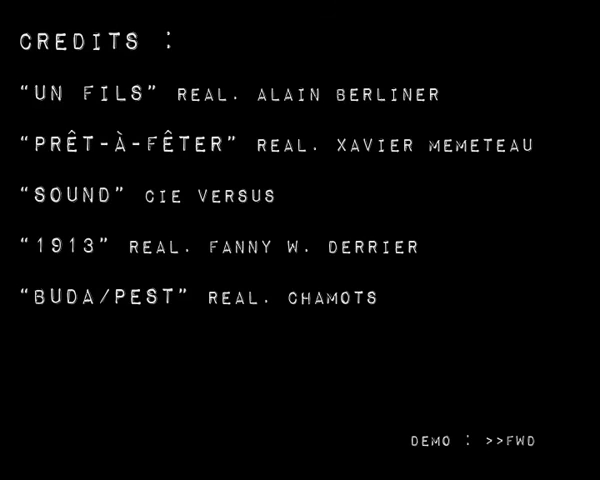 CREDITS :
“UN FILS” REAL. ALAIN BERLINER
“PRÊT-À-FÊTER” REAL. XAVIER MEMETEAU
“SOUND” CIE VERSUS
“1913” REAL. FANNY W. DERRIER
“BUDA/PEST” REAL. CHAMOTS
DEMO : >>FWD